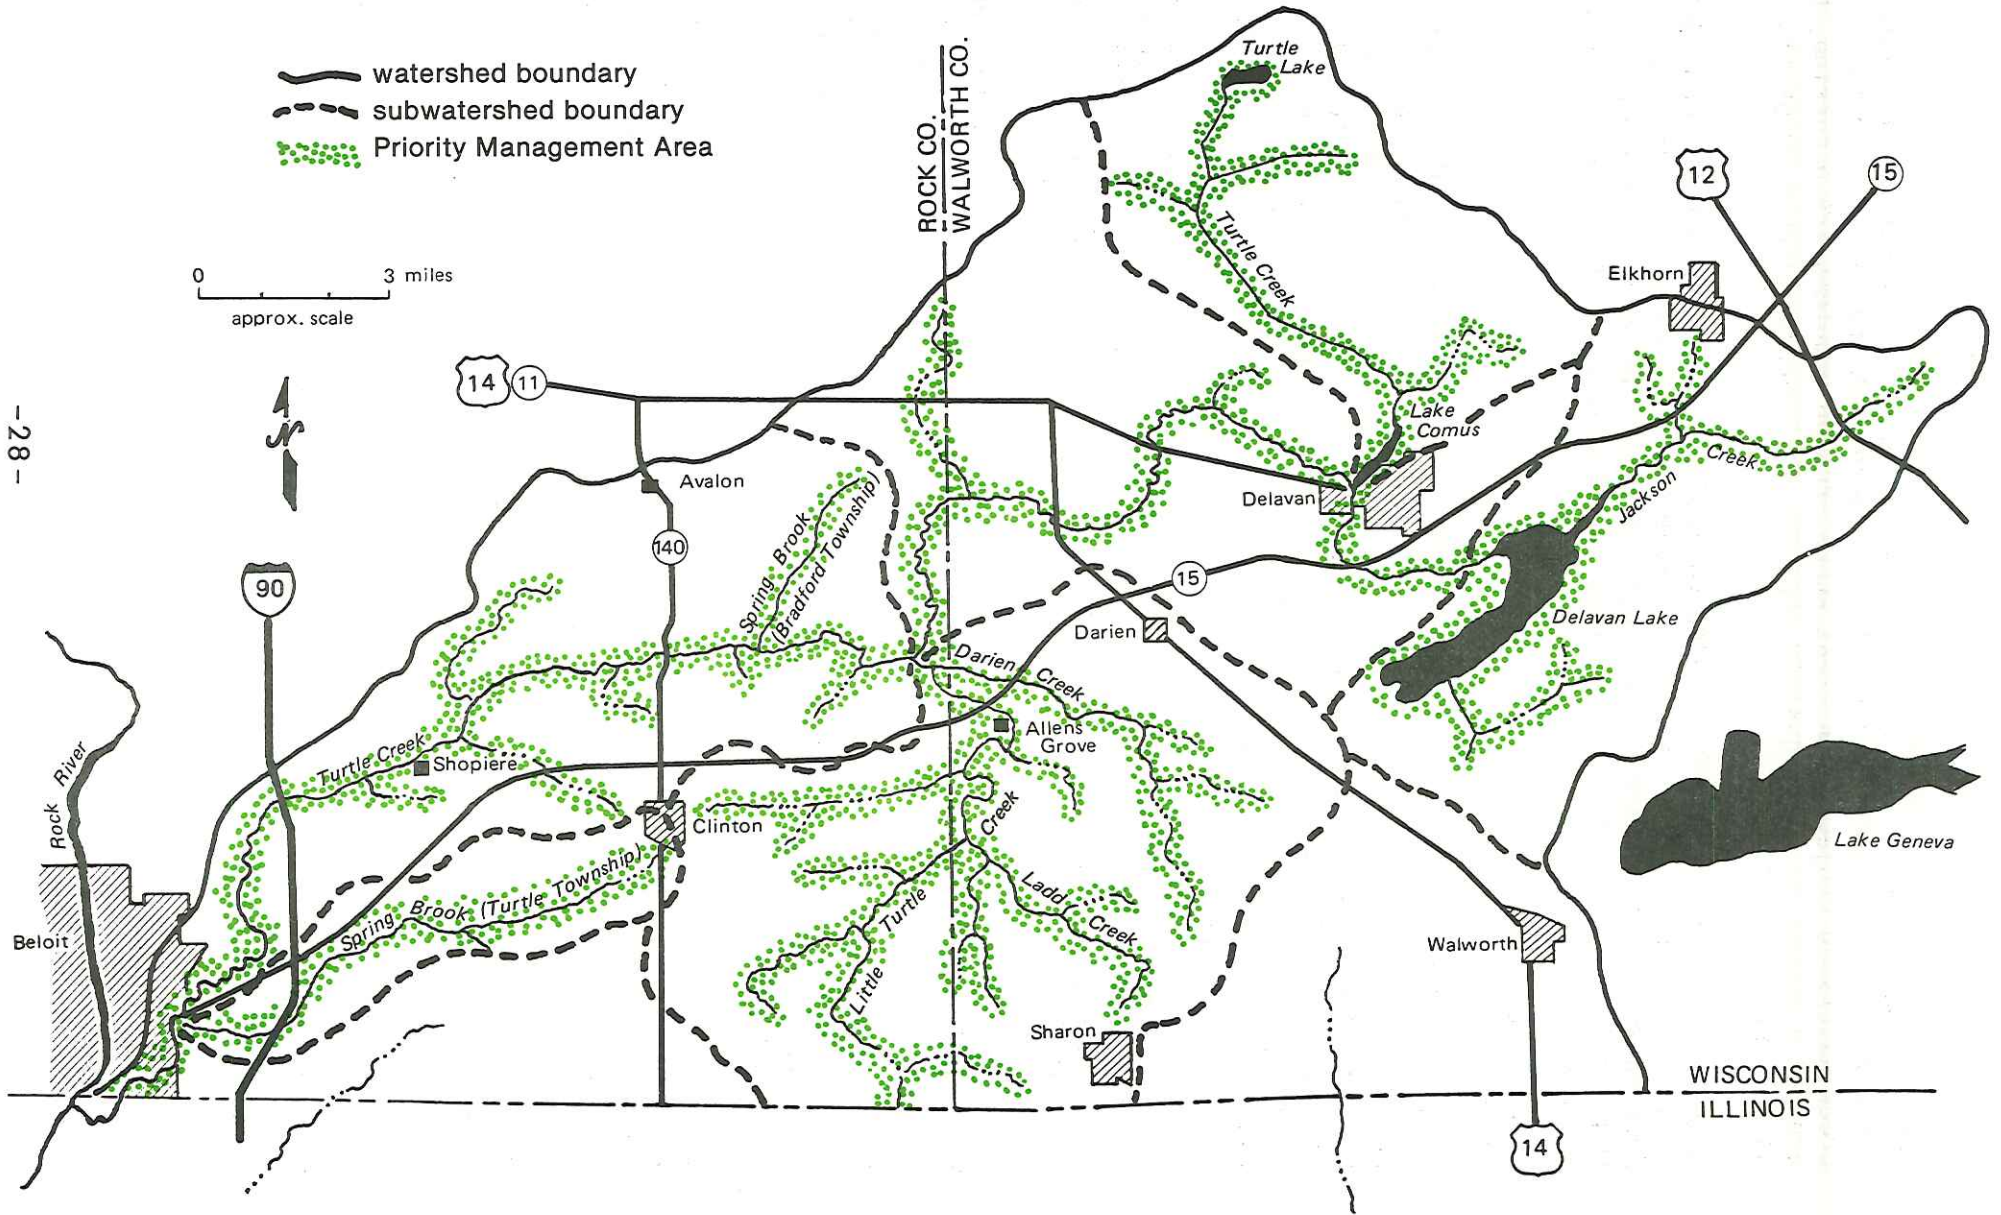 watershed boundary
subwatershed boundary
Priority Management Area
ROCK CO.
WALWORTH CO.
Turtle
Lake
12
15
0 3 miles
approx. scale
N
Elkhorn
Turtle Creek
14 11
Lake
Comus
Creek
Jackson
Avalon
Delavan
-28-
Spring Brook
(Bradford Township)
140
90
15
Delavan Lake
Darien
Darien Creek
Allens
Grove
Turtle Creek
Shopiere
Rock River
Clinton
Creek
Lake Geneva
Spring Brook (Turtle Township)
Ladd Creek
Turtle
Little
Beloit
Walworth
Sharon
WISCONSIN
ILLINOIS
14